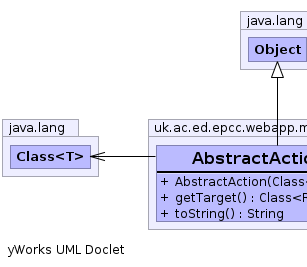 java.lang
Object
java.lang
Class<T>
uk.ac.ed.epcc.webapp.m
AbstractActio
+ AbstractAction(Class<
+ getTarget() : Class<
+ toString() : String
yWorks UML Doclet